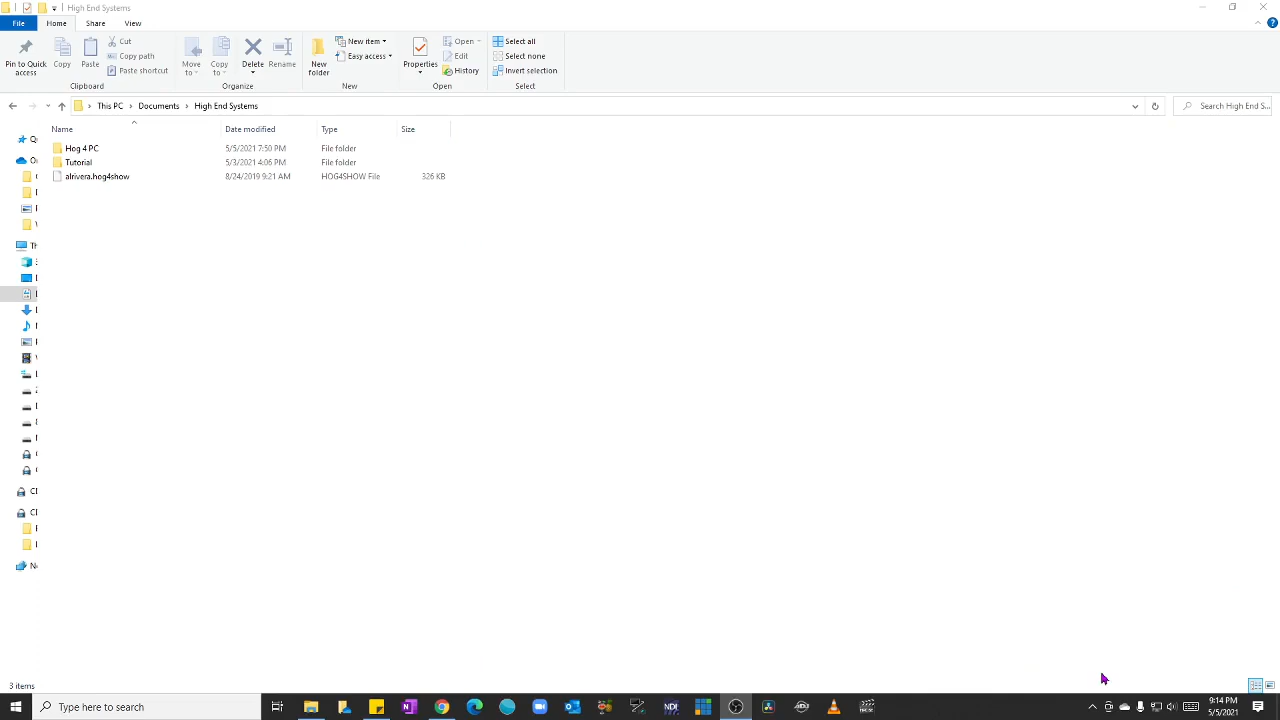 High End Systems
File Home Share View
Pin to Quick access
Copy
Paste
Cut
Copy path
Paste shortcut
Clipboard
Move to
Copy to
Delete
Rename
Organize
New folder
New item
Easy access
New
Properties
Open
Edit
History
Open
Select all
Select none
Invert selection
Select
This PC > Documents > High End Systems
Search High End S...
Name Date modified Type Size
Hog 4 PC 5/5/2021 7:50 PM File folder
Tutorial 5/3/2021 4:06 PM File folder
alrivera.hog4show 8/24/2019 9:21 AM HOG4SHOW File 326 KB
3 items
Type here to search
9:14 PM
5/5/2021